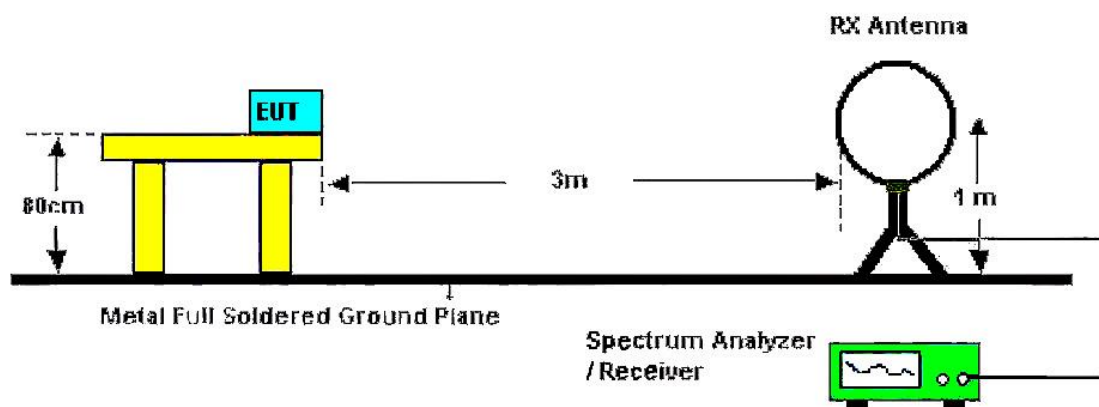 RX Antenna
EUT
80cm
3m
1 m
Metal Full Soldered Ground Plane
Spectrum Analyzer
/ Receiver